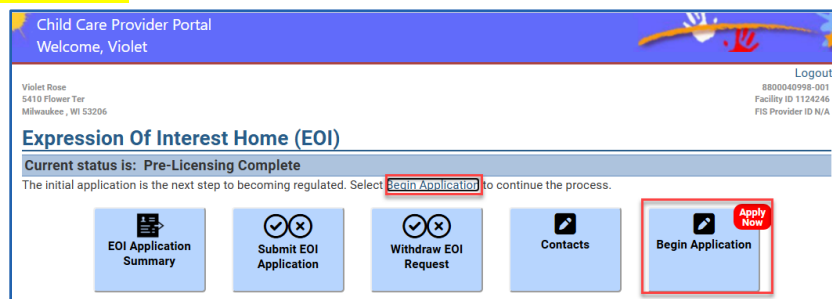 Child Care Provider Portal
Welcome, Violet
Logout
Violet Rose
5410 Flower Ter
Milwaukee , WI 53206
8800040998-001
Facility ID 1124246
FIS Provider ID N/A
Expression Of Interest Home (EOI)
Current status is: Pre-Licensing Complete
The initial application is the next step to becoming regulated. Select Begin Application to continue the process.
EOI Application
Summary
Submit EOI
Application
Withdraw EOI
Request
Contacts
Apply
Now
Begin Application